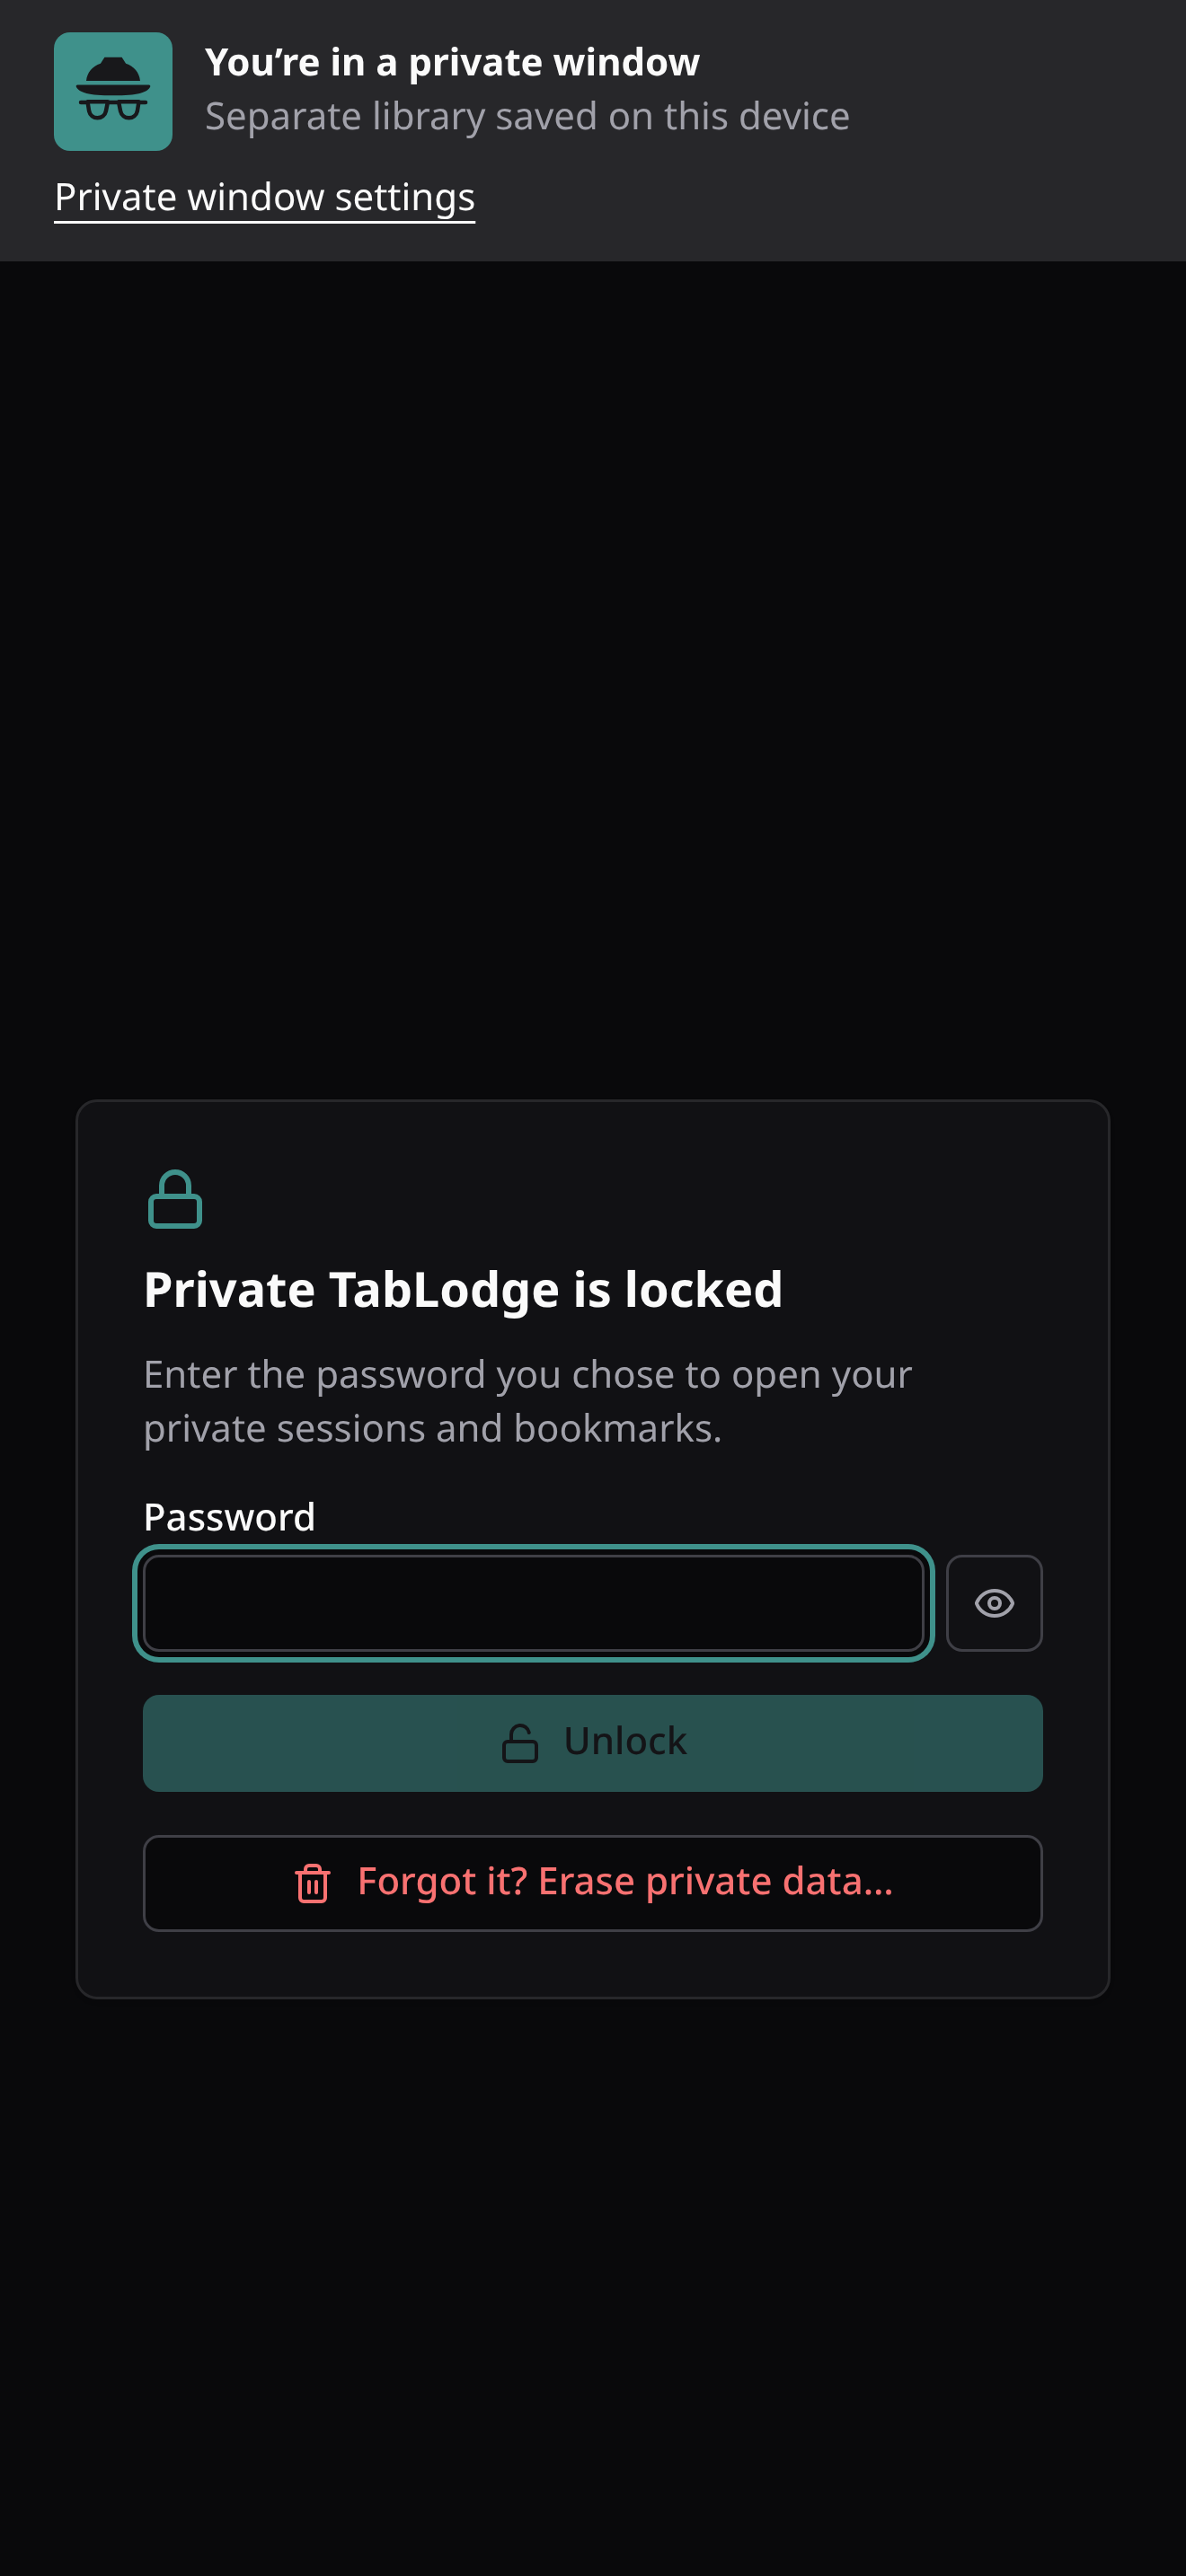 You’re in a private window
Separate library saved on this device
Private window settings
Private TabLodge is locked
Enter the password you chose to open your
private sessions and bookmarks.
Password
Unlock
Forgot it? Erase private data…